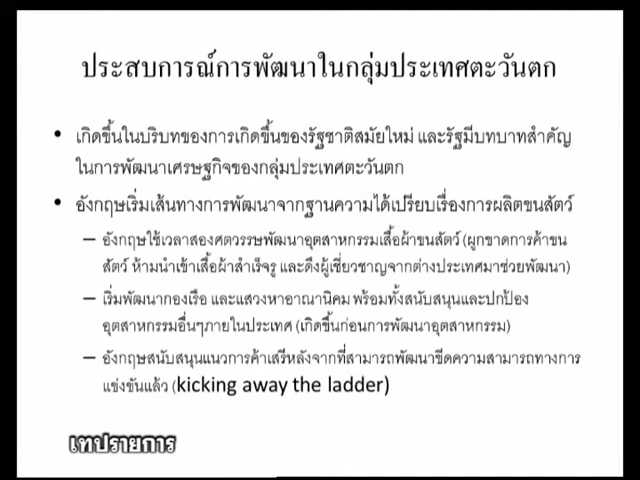 ประสบการณ์การพัฒนาในกลุ่มประเทศตะวันตก
• เกิดขึ้นในบริบทของการเกิดขึ้นของรัฐชาติสมัยใหม่ และรัฐมีบทบาทสำคัญ
ในการพัฒนาเศรษฐกิจของกลุ่มประเทศตะวันตก
• อังกฤษเริ่มเส้นทางการพัฒนาจากฐานความได้เปรียบเรื่องการผลิตขนสัตว์
– อังกฤษใช้เวลาสองศตวรรษพัฒนาอุตสาหกรรมเสื้อผ้าขนสัตว์ (ผูกขาดการค้าขน
สัตว์ ห้ามนำเข้าเสื้อผ้าสำเร็จรู และดึงผู้เชี่ยวชาญจากต่างประเทศมาช่วยพัฒนา)
– เริ่มพัฒนากองเรือ และแสวงหาอาณานิคม พร้อมทั้งสนับสนุนและปกป้อง
อุตสาหกรรมอื่นๆภายในประเทศ (เกิดขึ้นก่อนการพัฒนาอุตสาหกรรม)
– อังกฤษสนับสนุนแนวการค้าเสรีหลังจากที่สามารถพัฒนาขีดความสามารถทางการ
แข่งขันแล้ว (kicking away the ladder)
เทปรายการ